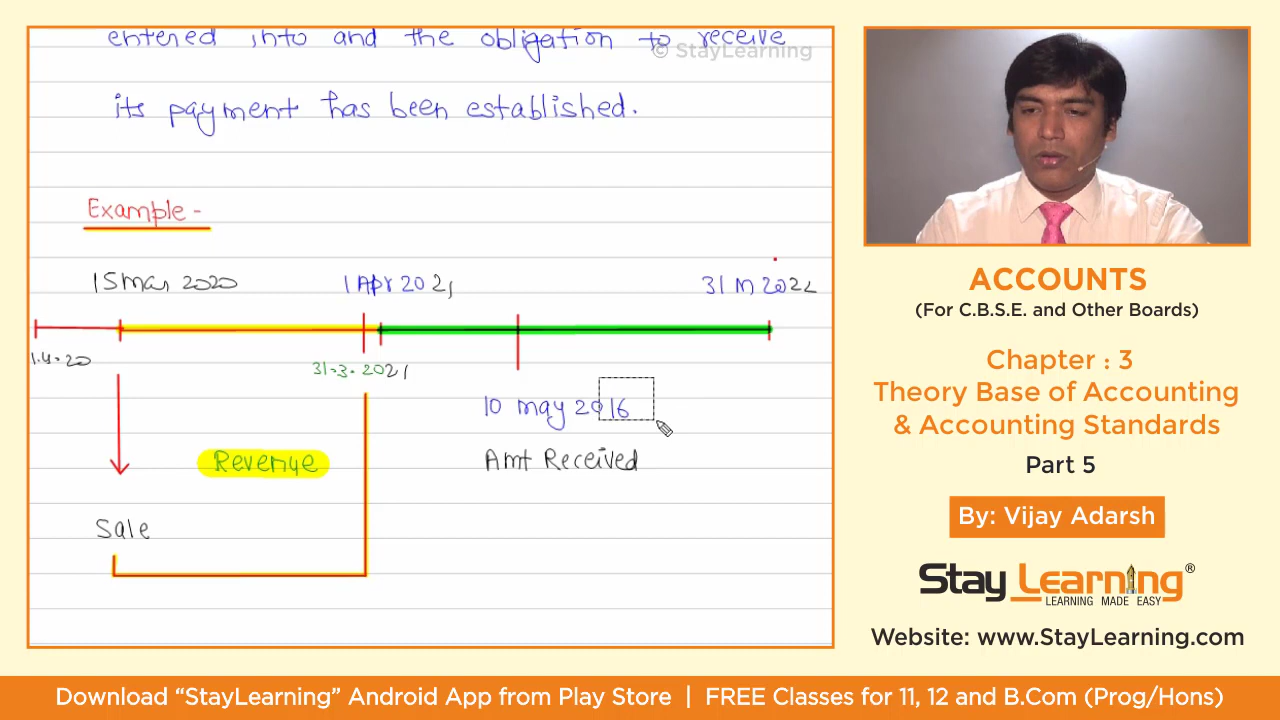 entered into and the obligation to receive
© StayLearning
its payment has been established.
Example -
15 Mar 2020
1 Apr 2021
31 M 2022
1.4.20
31.3.2021
10 may 2016
Revenue
Amt Received
Sale
ACCOUNTS
(For C.B.S.E. and Other Boards)
Chapter : 3
Theory Base of Accounting
& Accounting Standards
Part 5
By: Vijay Adarsh
Stay Learning®
LEARNING MADE EASY
Website: www.StayLearning.com
Download “StayLearning” Android App from Play Store | FREE Classes for 11, 12 and B.Com (Prog/Hons)